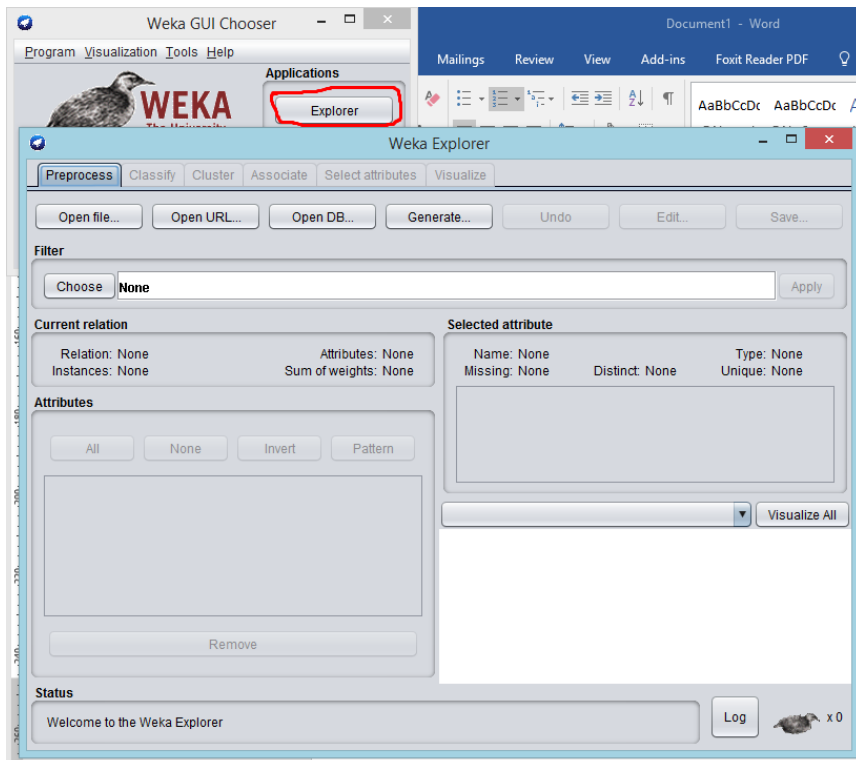 Weka GUI Chooser
Program Visualization Tools Help
Applications
WEKA
The University
Explorer
Document1 - Word
Mailings Review View Add-ins Foxit Reader PDF
AaBbCcDc AaBbCcDc
Weka Explorer
Preprocess Classify Cluster Associate Select attributes Visualize
Open file... Open URL... Open DB... Generate... Undo Edit... Save...
Filter
Choose None Apply
Current relation
Relation: None Attributes: None
Instances: None Sum of weights: None
Selected attribute
Name: None Type: None
Missing: None Distinct: None Unique: None
Attributes
All None Invert Pattern
Remove
Visualize All
Status
Welcome to the Weka Explorer
Log
x 0